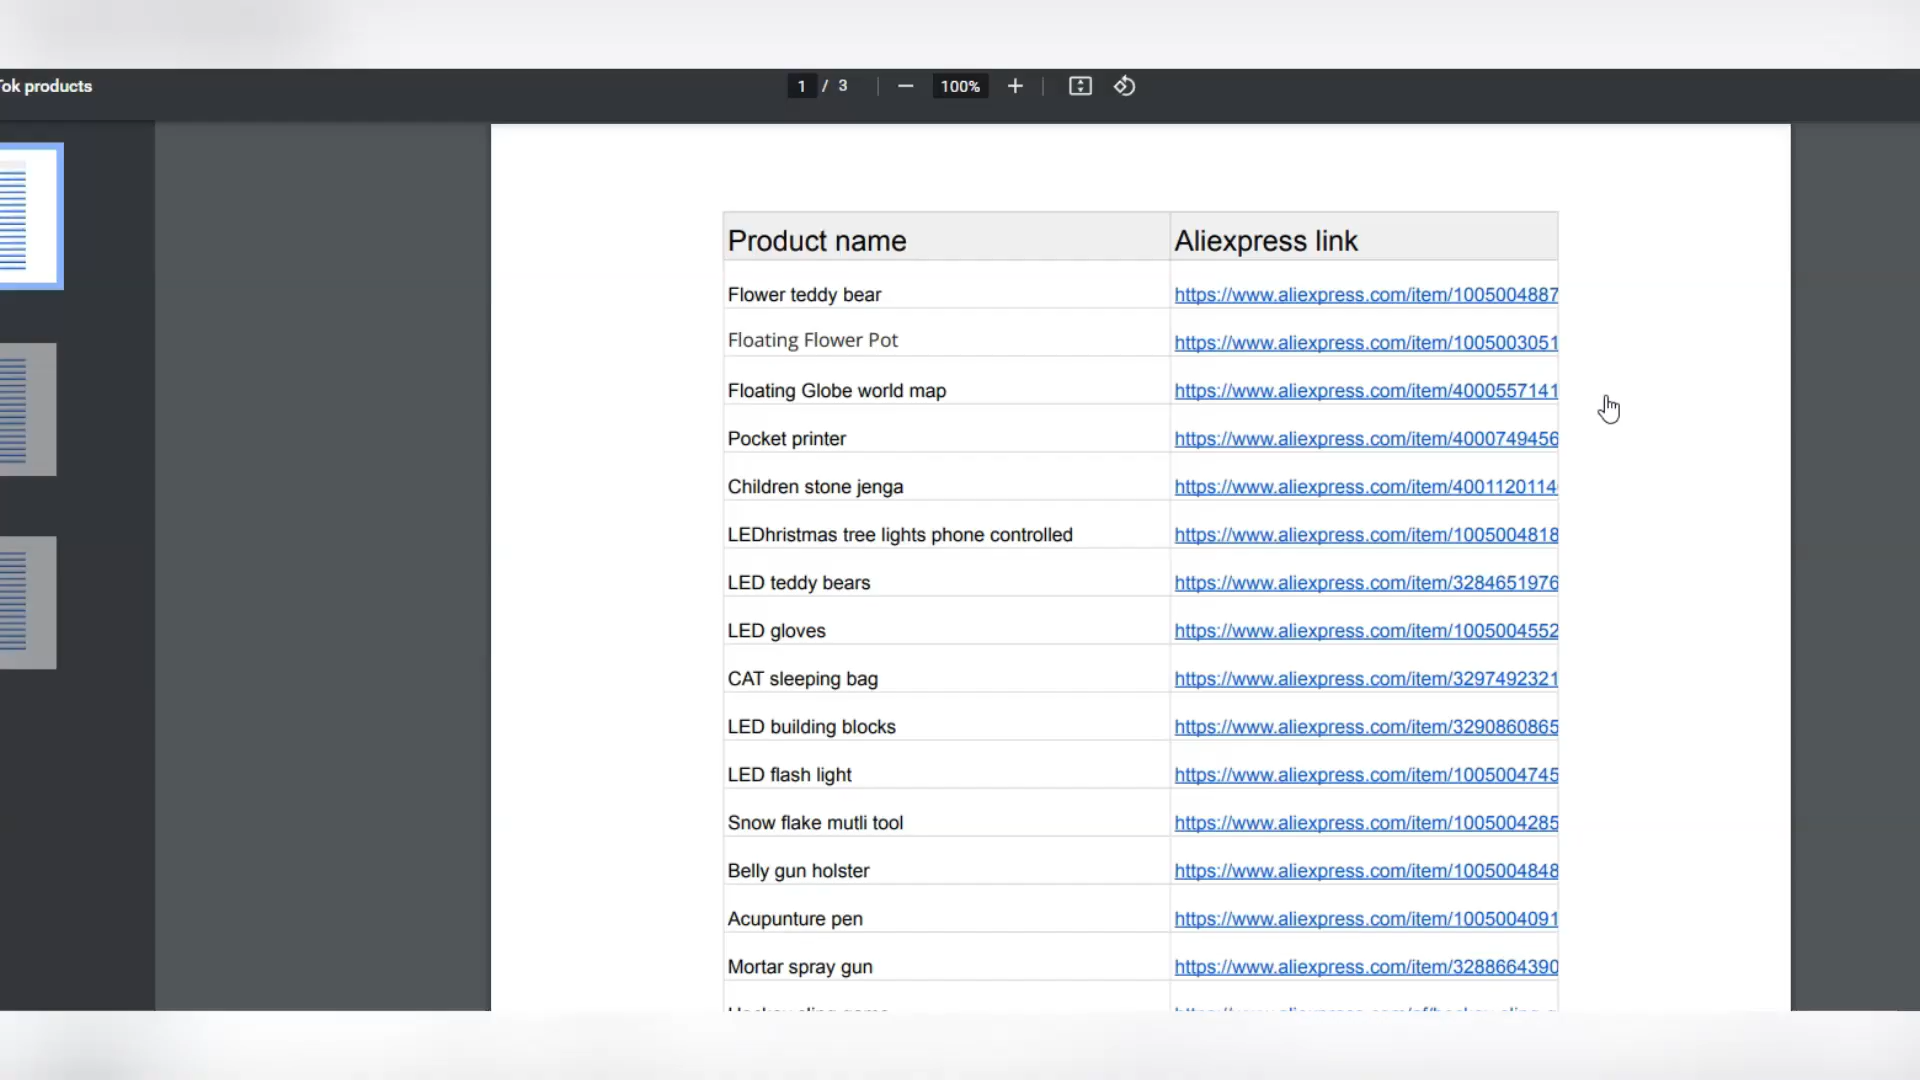 Tok products
1 / 3
100%
Product name Aliexpress link
Flower teddy bear https://www.aliexpress.com/item/1005004887
Floating Flower Pot https://www.aliexpress.com/item/1005003051
Floating Globe world map https://www.aliexpress.com/item/4000557141
Pocket printer https://www.aliexpress.com/item/4000749456
Children stone jenga https://www.aliexpress.com/item/4001120114
LEDhristmas tree lights phone controlled https://www.aliexpress.com/item/1005004818
LED teddy bears https://www.aliexpress.com/item/3284651976
LED gloves https://www.aliexpress.com/item/1005004552
CAT sleeping bag https://www.aliexpress.com/item/3297492321
LED building blocks https://www.aliexpress.com/item/3290860865
LED flash light https://www.aliexpress.com/item/1005004745
Snow flake mutli tool https://www.aliexpress.com/item/1005004285
Belly gun holster https://www.aliexpress.com/item/1005004848
Acupunture pen https://www.aliexpress.com/item/1005004091
Mortar spray gun https://www.aliexpress.com/item/3288664390